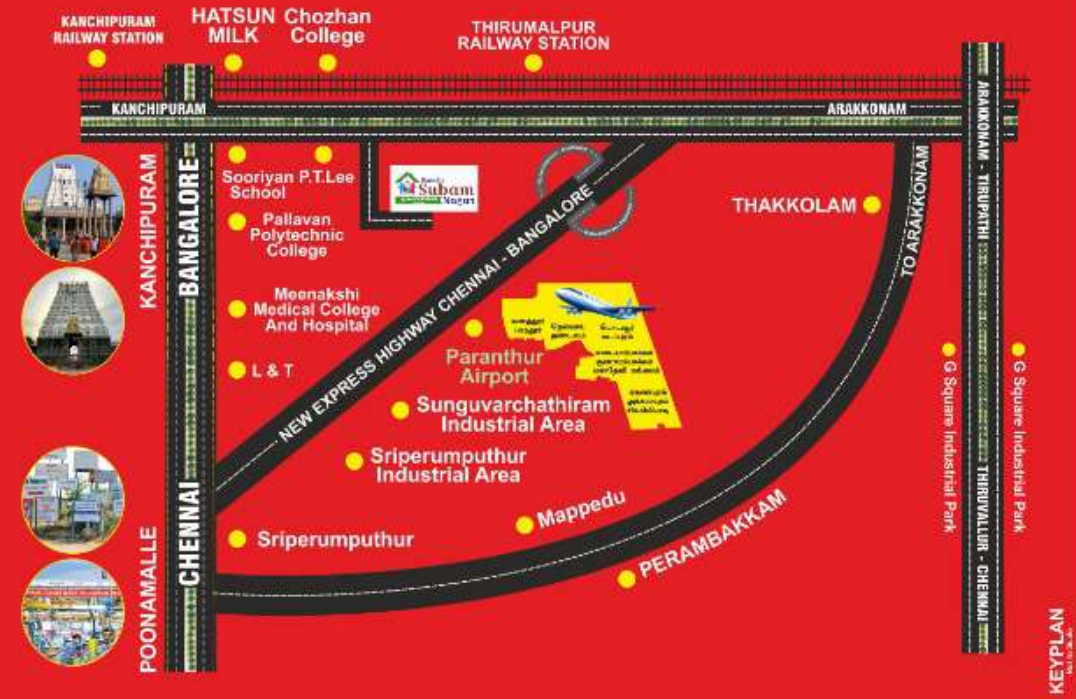 KANCHIPURAM
RAILWAY STATION
HATSUN
MILK
Chozhan
College
THIRUMALPUR
RAILWAY STATION
KANCHIPURAM
ARAKKONAM
ARAKKONAM - TIRUPATHI
KANCHIPURAM
BANGALORE
Sooriyan P.T.Lee
School
Subam
Nagar
Pallavan
Polytechnic
College
THAKKOLAM
TO ARAKKONAM
NEW EXPRESS HIGHWAY CHENNAI - BANGALORE
Meenakshi
Medical College
And Hospital
L & T
Paranthur
Airport
Sunguvarchathiram
Industrial Area
Sriperumputhur
Industrial Area
G Square Industrial Park
G Square Industrial Park
THIRUVALLUR - CHENNAI
CHENNAI
POONAMALLE
Sriperumputhur
Mappedu
PERAMBAKKAM
KEYPLAN